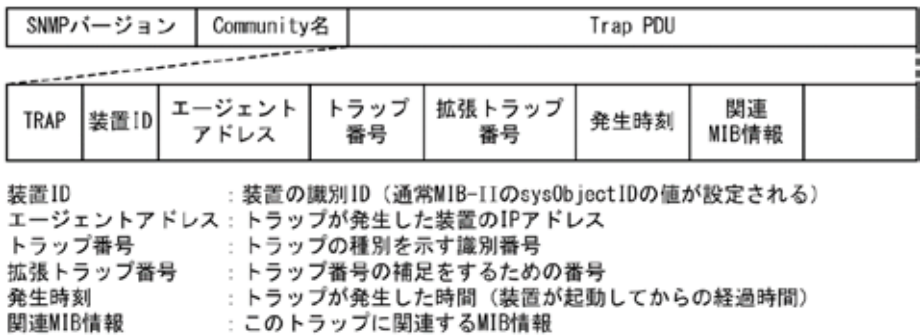 SNMPバージョン Community名 Trap PDU
TRAP 装置ID エージェントアドレス トラップ番号 拡張トラップ番号 発生時刻 関連MIB情報
装置ID : 装置の識別ID (通常MIB-IIのsysObjectIDの値が設定される)
エージェントアドレス : トラップが発生した装置のIPアドレス
トラップ番号 : トラップの種別を示す識別番号
拡張トラップ番号 : トラップ番号の補足をするための番号
発生時刻 : トラップが発生した時間 (装置が起動してからの経過時間)
関連MIB情報 : このトラップに関連するMIB情報